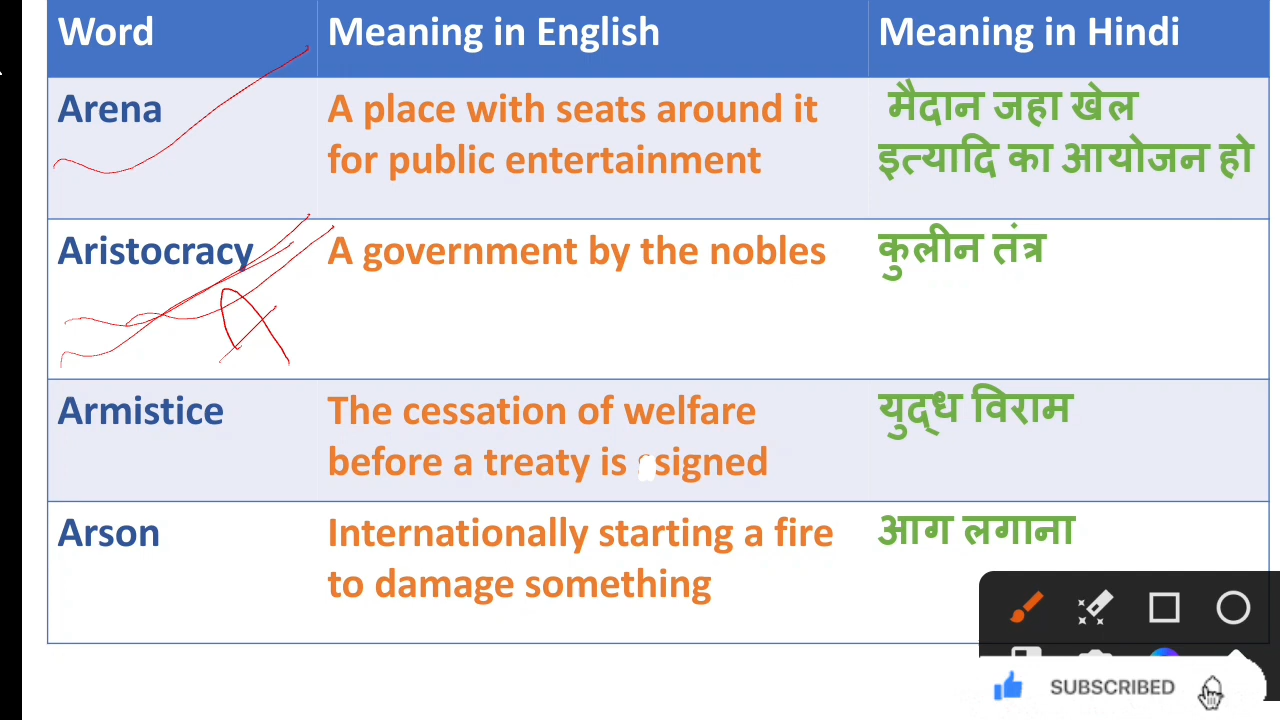 Word Meaning in English Meaning in Hindi
Arena
A place with seats around it
for public entertainment
मैदान जहा खेल
इत्यादि का आयोजन हो
Aristocracy
A government by the nobles
कुलीन तंत्र
Armistice
The cessation of welfare
before a treaty is signed
युद्ध विराम
Arson
Internationally starting a fire
to damage something
आग लगाना
SUBSCRIBED